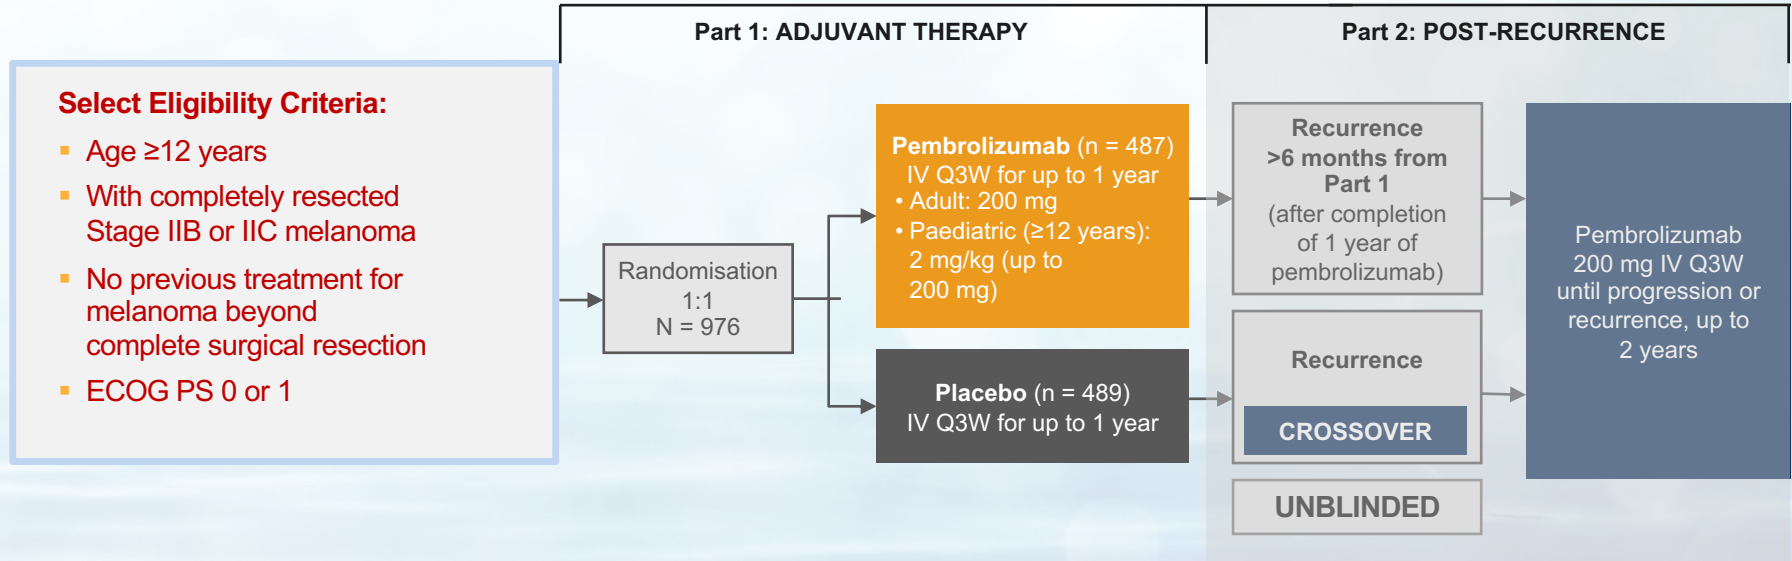 Part 1: ADJUVANT THERAPY
Part 2: POST-RECURRENCE
Select Eligibility Criteria:
▪ Age ≥12 years
▪ With completely resected
Stage IIB or IIC melanoma
▪ No previous treatment for
melanoma beyond
complete surgical resection
▪ ECOG PS 0 or 1
Randomisation
1:1
N = 976
Pembrolizumab (n = 487)
IV Q3W for up to 1 year
• Adult: 200 mg
• Paediatric (≥12 years):
2 mg/kg (up to
200 mg)
Placebo (n = 489)
IV Q3W for up to 1 year
Recurrence
>6 months from
Part 1
(after completion
of 1 year of
pembrolizumab)
Recurrence
CROSSOVER
UNBLINDED
Pembrolizumab
200 mg IV Q3W
until progression or
recurrence, up to
2 years